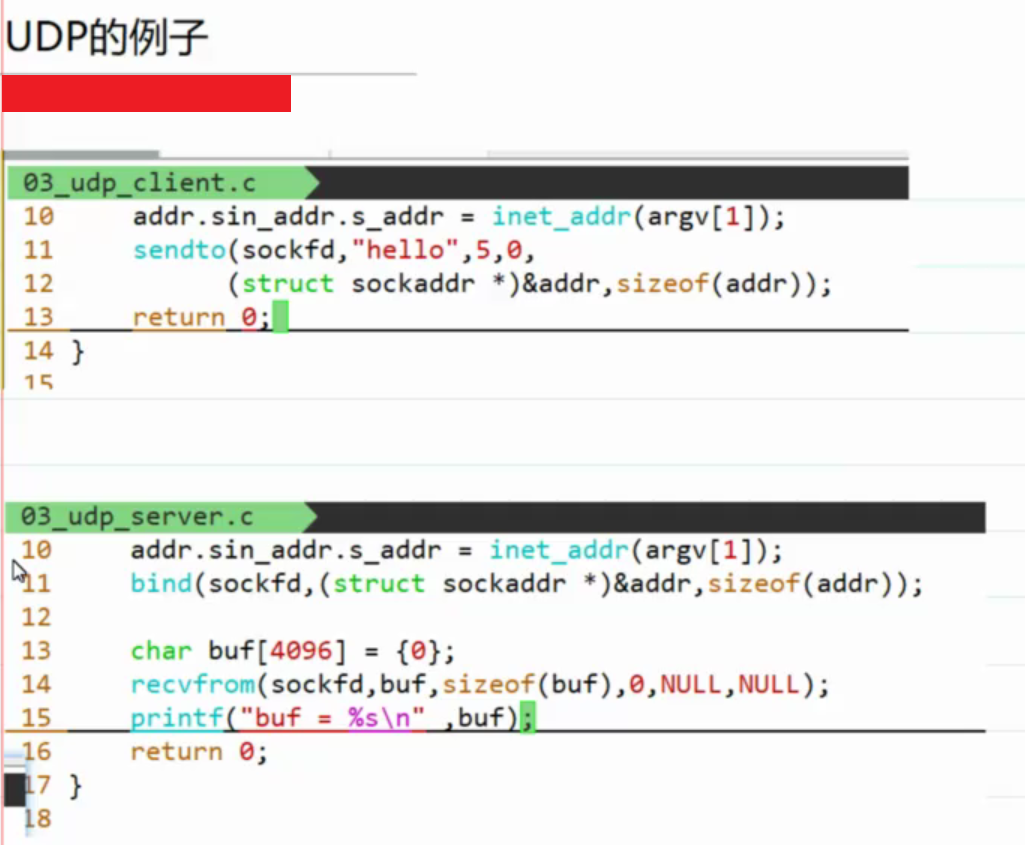 UDP的例子
03_udp_client.c
10 addr.sin_addr.s_addr = inet_addr(argv[1]);
11 sendto(sockfd,"hello",5,0,
12 (struct sockaddr *)&addr,sizeof(addr));
13 return 0;
14 }
15
03_udp_server.c
10 addr.sin_addr.s_addr = inet_addr(argv[1]);
11 bind(sockfd,(struct sockaddr *)&addr,sizeof(addr));
12
13 char buf[4096] = {0};
14 recvfrom(sockfd,buf,sizeof(buf),0,NULL,NULL);
15 printf("buf = %s\n" ,buf);
16 return 0;
17 }
18